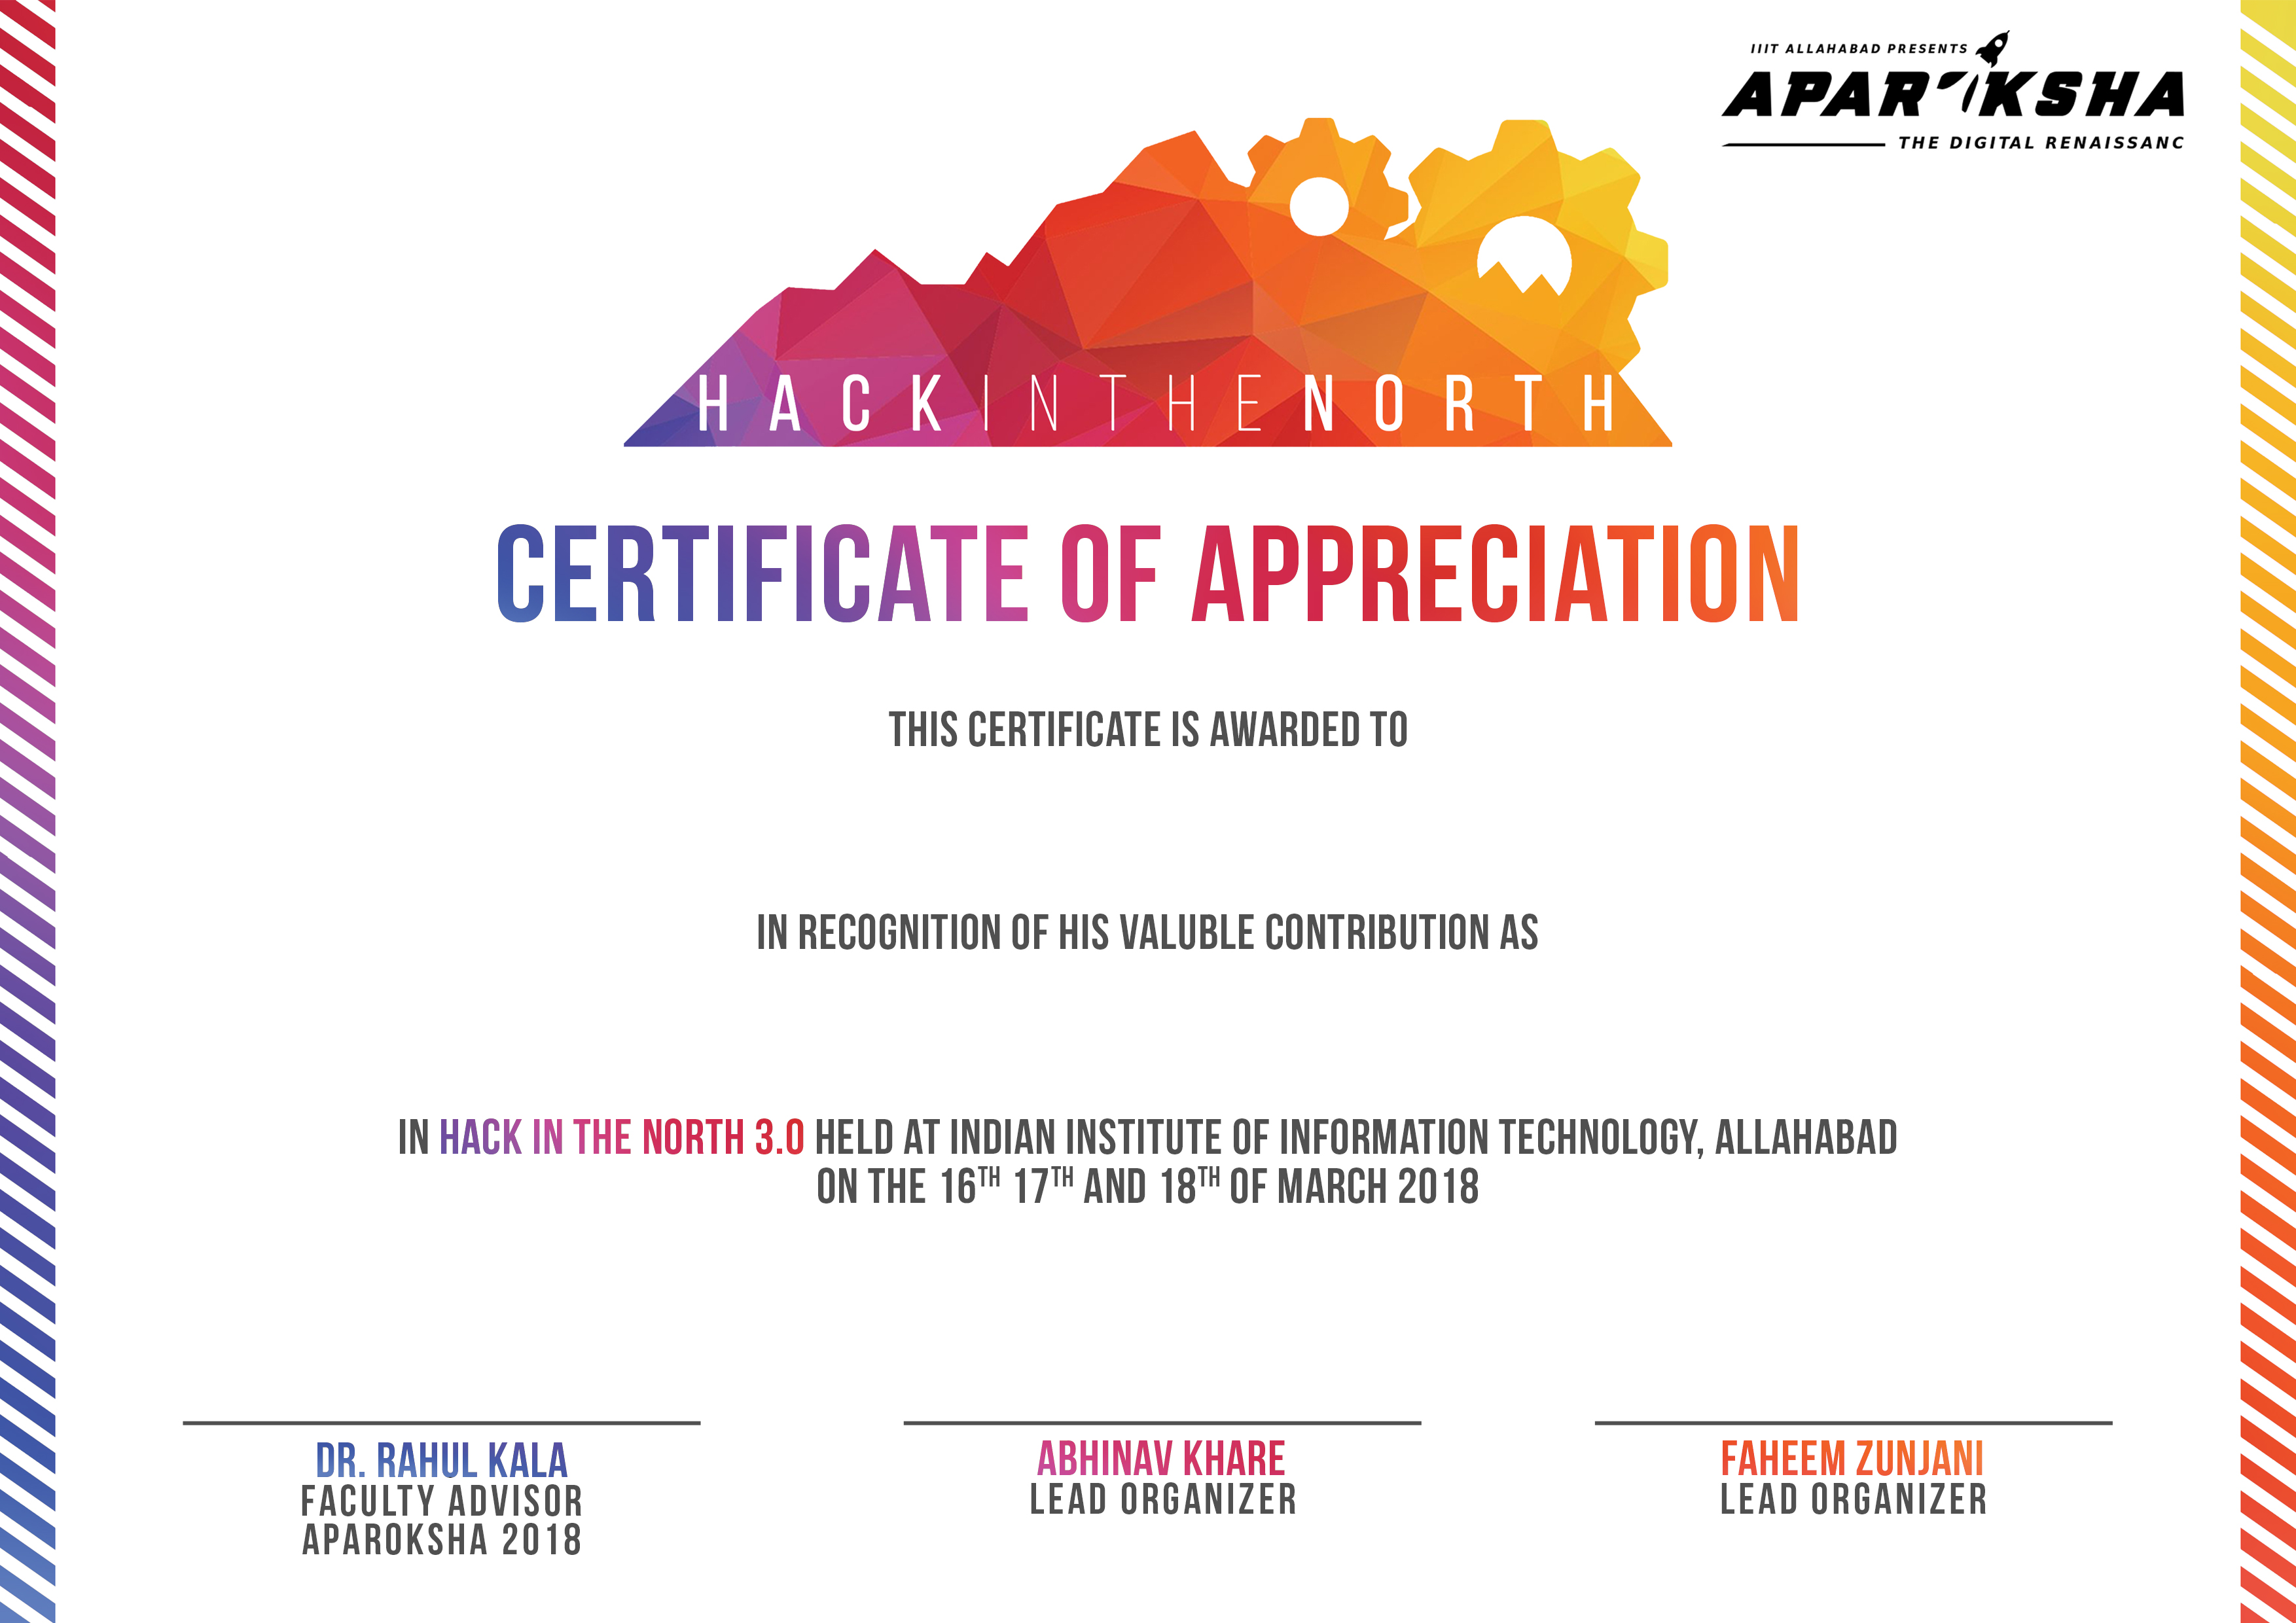 IIIT ALLAHABAD PRESENTS
APAROKSHA
THE DIGITAL RENAISSANC
HACKINTHENORTH
CERTIFICATE OF APPRECIATION
THIS CERTIFICATE IS AWARDED TO
IN RECOGNITION OF HIS VALUBLE CONTRIBUTION AS
IN HACK IN THE NORTH 3.0 HELD AT INDIAN INSTITUTE OF INFORMATION TECHNOLOGY, ALLAHABAD
ON THE 16TH 17TH AND 18TH OF MARCH 2018
DR. RAHUL KALA
FACULTY ADVISOR
APAROKSHA 2018
ABHINAV KHARE
LEAD ORGANIZER
FAHEEM ZUNJANI
LEAD ORGANIZER